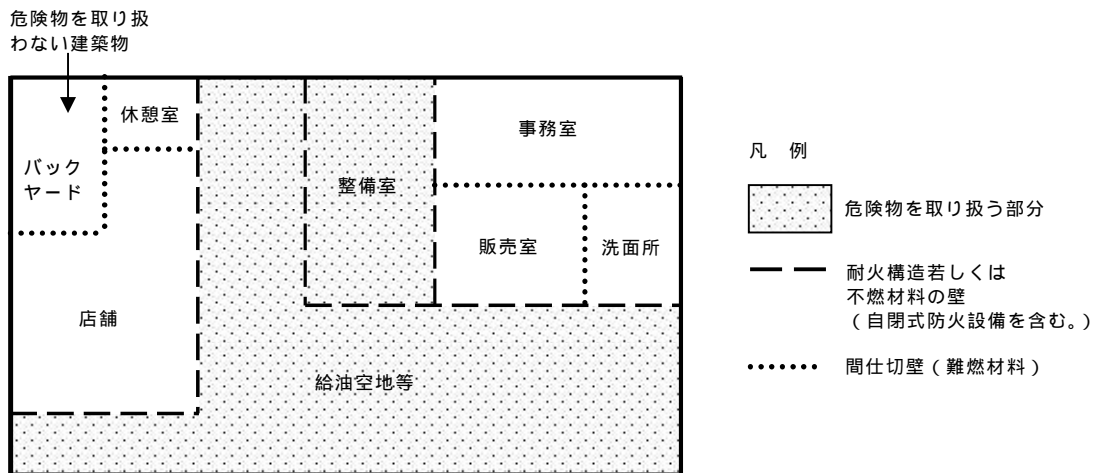 危険物を取り扱
わない建築物
休憩室
バック
ヤード
店舗
整備室
事務室
販売室
洗面所
給油空地等
凡 例
危険物を取り扱う部分
耐火構造若しくは
不燃材料の壁
（自閉式防火設備を含む。）
間仕切壁（難燃材料）